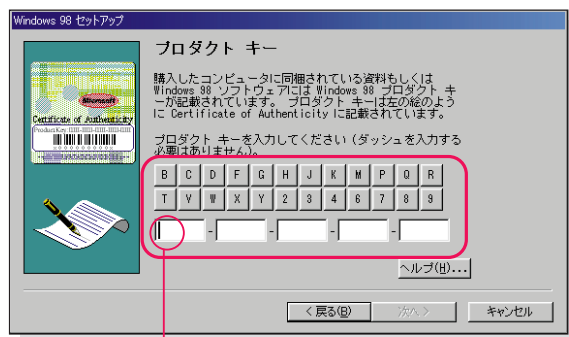 Windows 98 セットアップ
プロダクト キー
購入したコンピュータに同梱されている資料もしくは
Windows 98 ソフトウェアには Windows 98 プロダクト キ
ーが記載されています。 プロダクト キーは左の絵のよう
に Certificate of Authenticity に記載されています。
Microsoft
Certificate of Authenticity
プロダクト キーを入力してください (ダッシュを入力する
必要はありません)。
B C D F G H J K M P Q R
T V W X Y 2 3 4 6 7 8 9
- - - -
ヘルプ(H)...
< 戻る(B)
次へ >
キャンセル